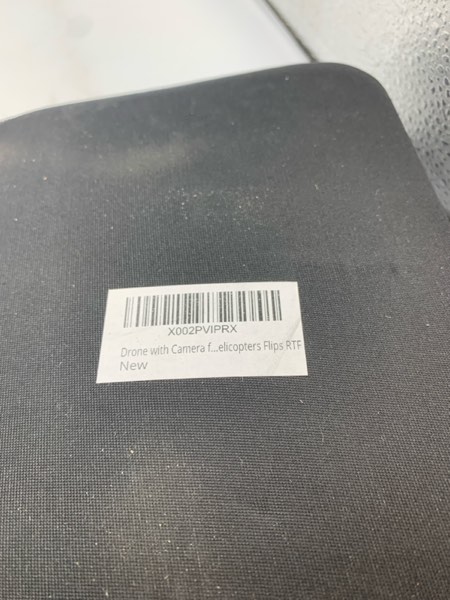 X002PVIPRX
Drone with Camera f...elicopters Flips RTF
New